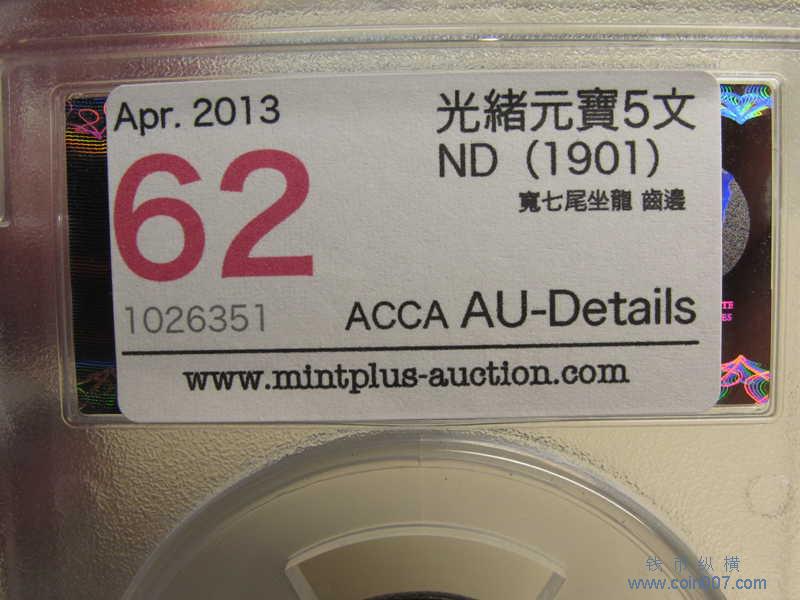 Apr. 2013
光緒元寶5文
ND（1901）
寬七尾坐龍 齒邊
62
1026351
ACCA AU-Details
www.mintplus-auction.com
钱币纵横
www.coin007.com